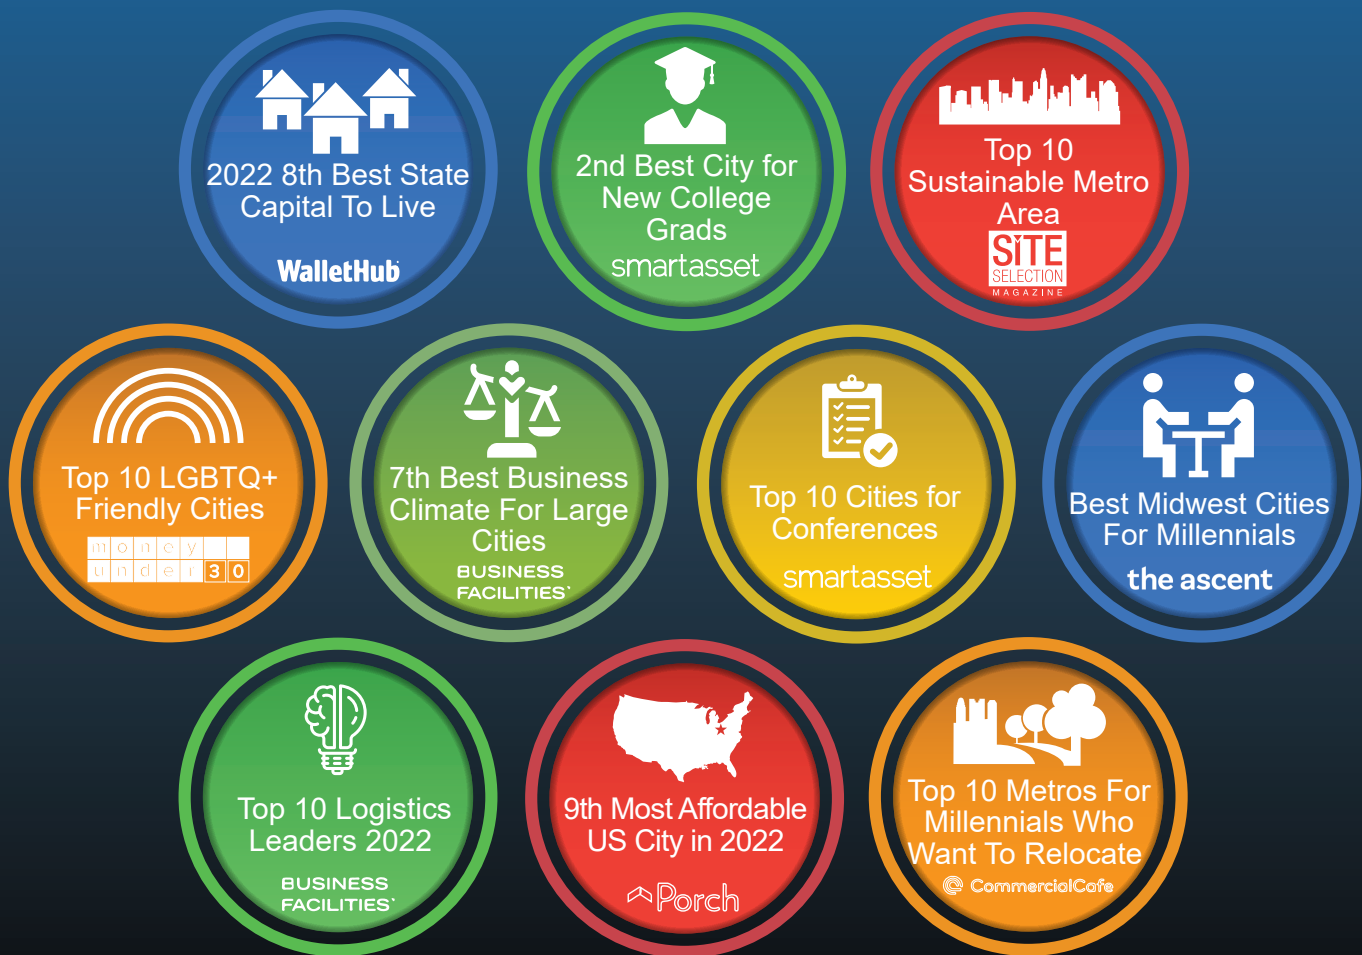 2022 8th Best State
Capital To Live
WalletHub
2nd Best City for
New College
Grads
smartasset
Top 10
Sustainable Metro
Area
SiTE
SELECTION
MAGAZINE
Top 10 LGBTQ+
Friendly Cities
money
under30
7th Best Business
Climate For Large
Cities
BUSINESS
FACILITIES
Top 10 Cities for
Conferences
smartasset
Best Midwest Cities
For Millennials
the ascent
Top 10 Logistics
Leaders 2022
BUSINESS
FACILITIES
9th Most Affordable
US City in 2022
Porch
Top 10 Metros For
Millennials Who
Want To Relocate
CommercialCafe